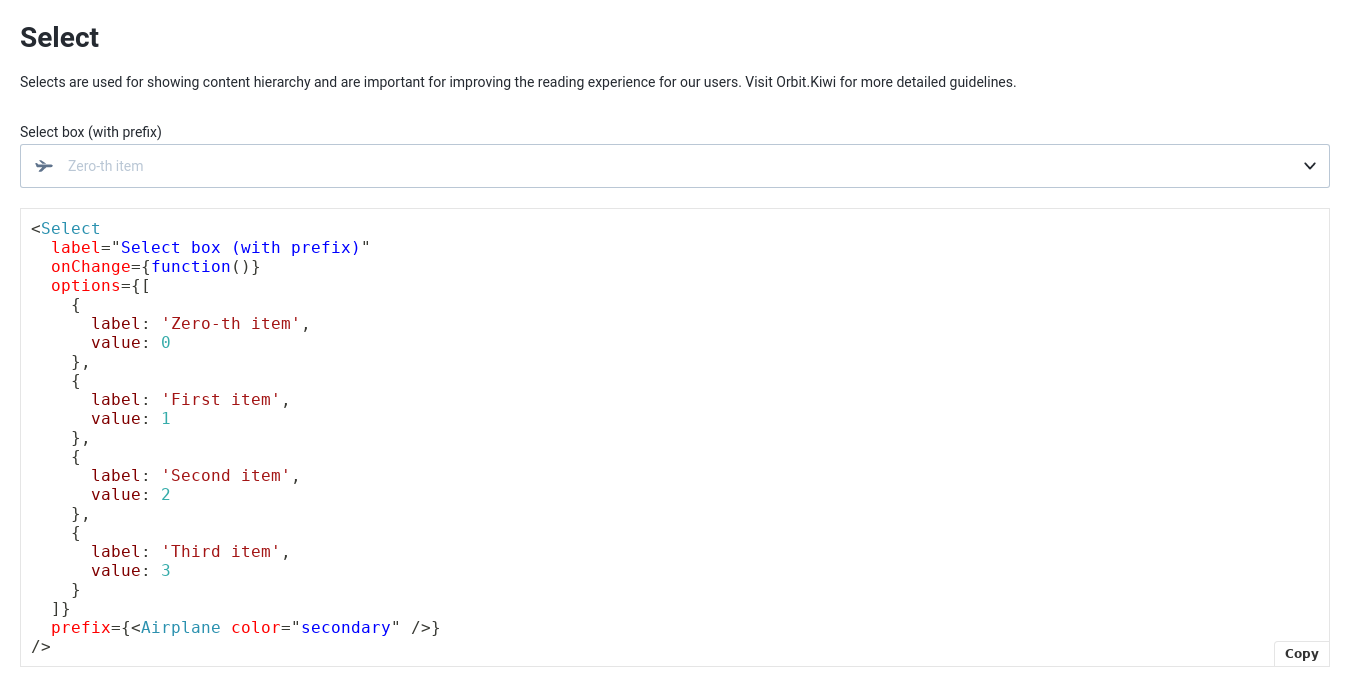 Select
Selects are used for showing content hierarchy and are important for improving the reading experience for our users. Visit Orbit.Kiwi for more detailed guidelines.
Select box (with prefix)
Zero-th item
<Select
  label="Select box (with prefix)"
  onChange={function()}
  options={[
    {
      label: 'Zero-th item',
      value: 0
    },
    {
      label: 'First item',
      value: 1
    },
    {
      label: 'Second item',
      value: 2
    },
    {
      label: 'Third item',
      value: 3
    }
  ]}
  prefix={<Airplane color="secondary" />}
/>
Copy